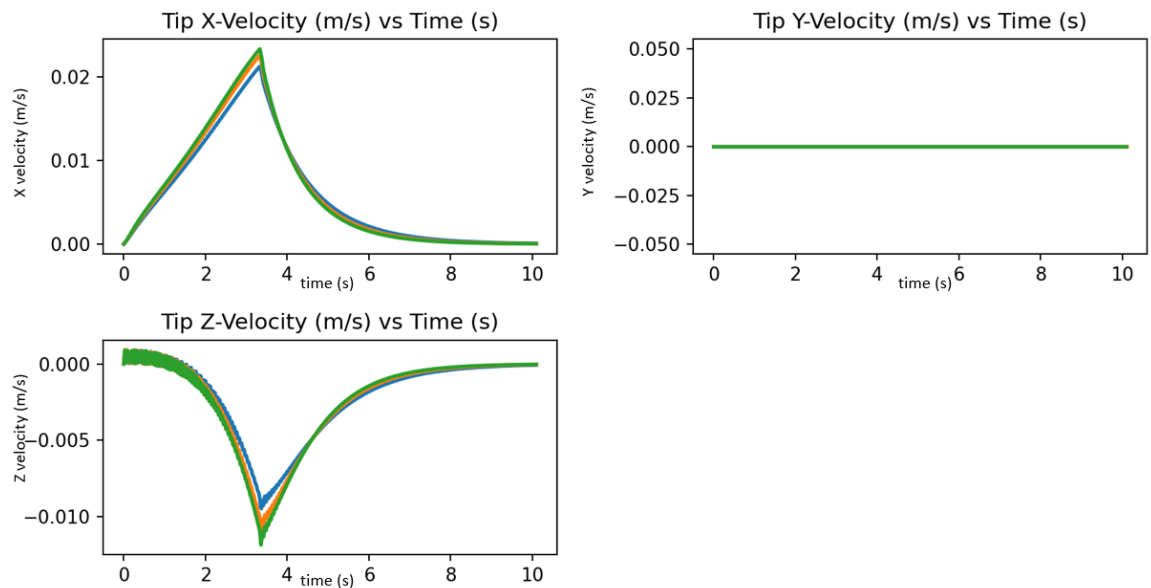 Tip X-Velocity (m/s) vs Time (s)
X velocity (m/s)
0.02
0.01
0.00
0 2 4 6 8 10
time (s)
Tip Y-Velocity (m/s) vs Time (s)
Y velocity (m/s)
0.050
0.025
0.000
−0.025
−0.050
0 2 4 6 8 10
time (s)
Tip Z-Velocity (m/s) vs Time (s)
Z velocity (m/s)
0.000
−0.005
−0.010
0 2 4 6 8 10
time (s)